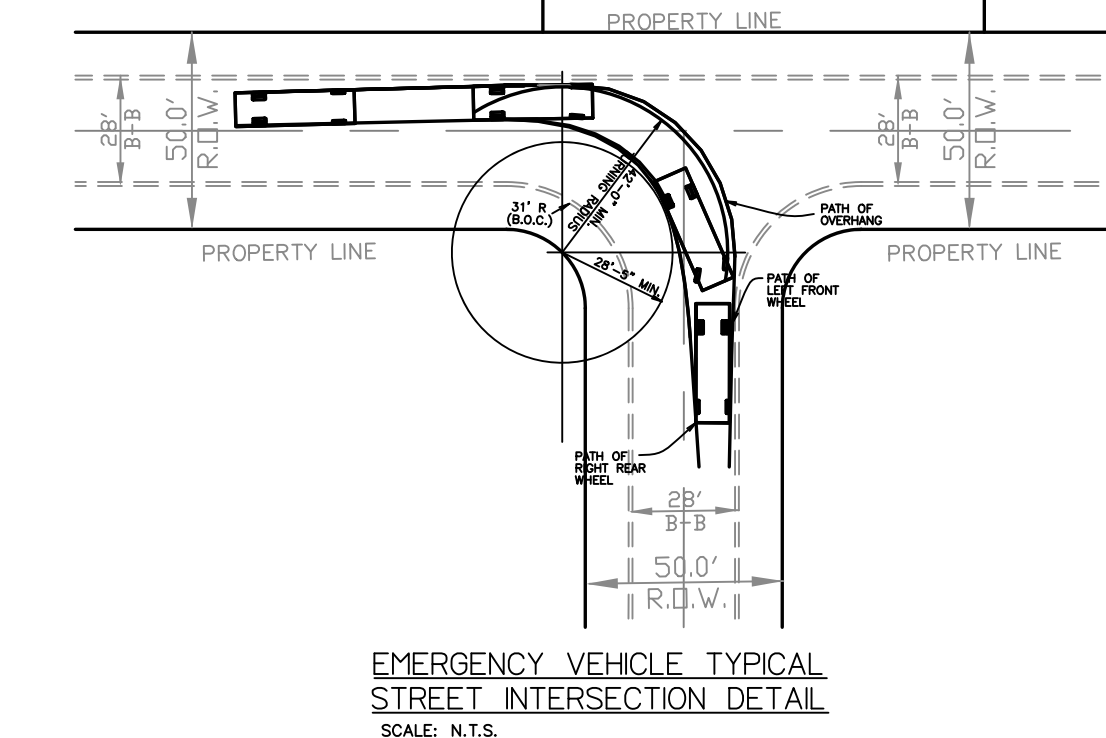 PROPERTY LINE
28'
B-B
50.0'
R.O.W.
28'
B-B
50.0'
R.O.W.
42'-0" MIN.
TURNING RADIUS
31' R
(B.O.C.)
PATH OF
OVERHANG
PROPERTY LINE
PROPERTY LINE
28'-5" MIN.
PATH OF
LEFT FRONT
WHEEL
PATH OF
RIGHT REAR
WHEEL
28'
B-B
50.0'
R.O.W.
EMERGENCY VEHICLE TYPICAL
STREET INTERSECTION DETAIL
SCALE: N.T.S.